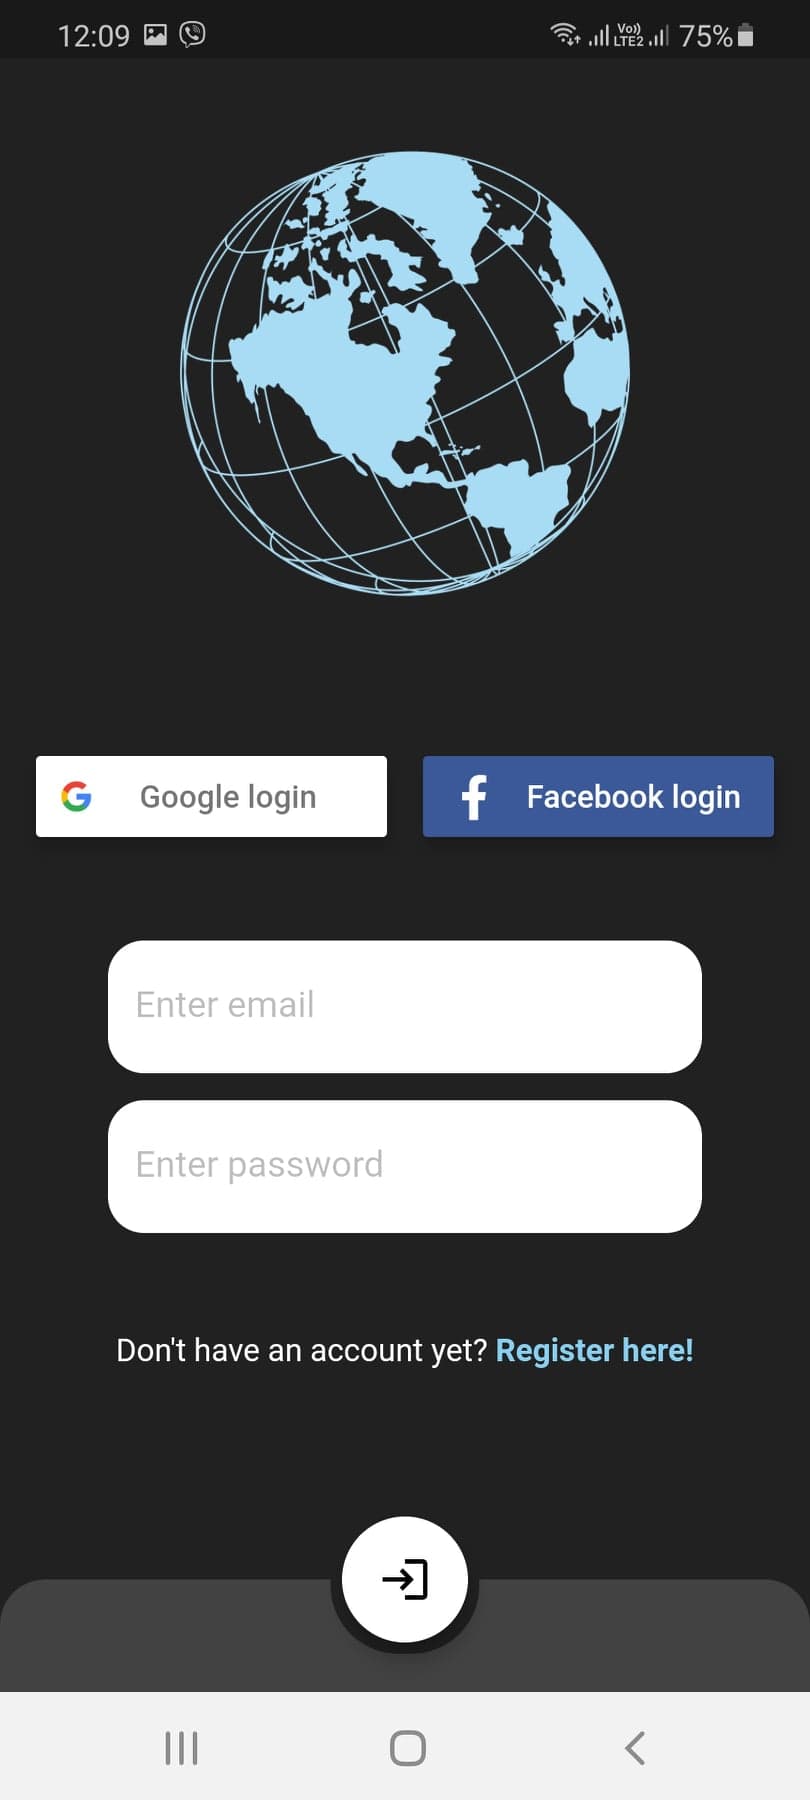 12:09 Vo)) LTE2 75%
Google login
Facebook login
Enter email
Enter password
Don't have an account yet? Register here!